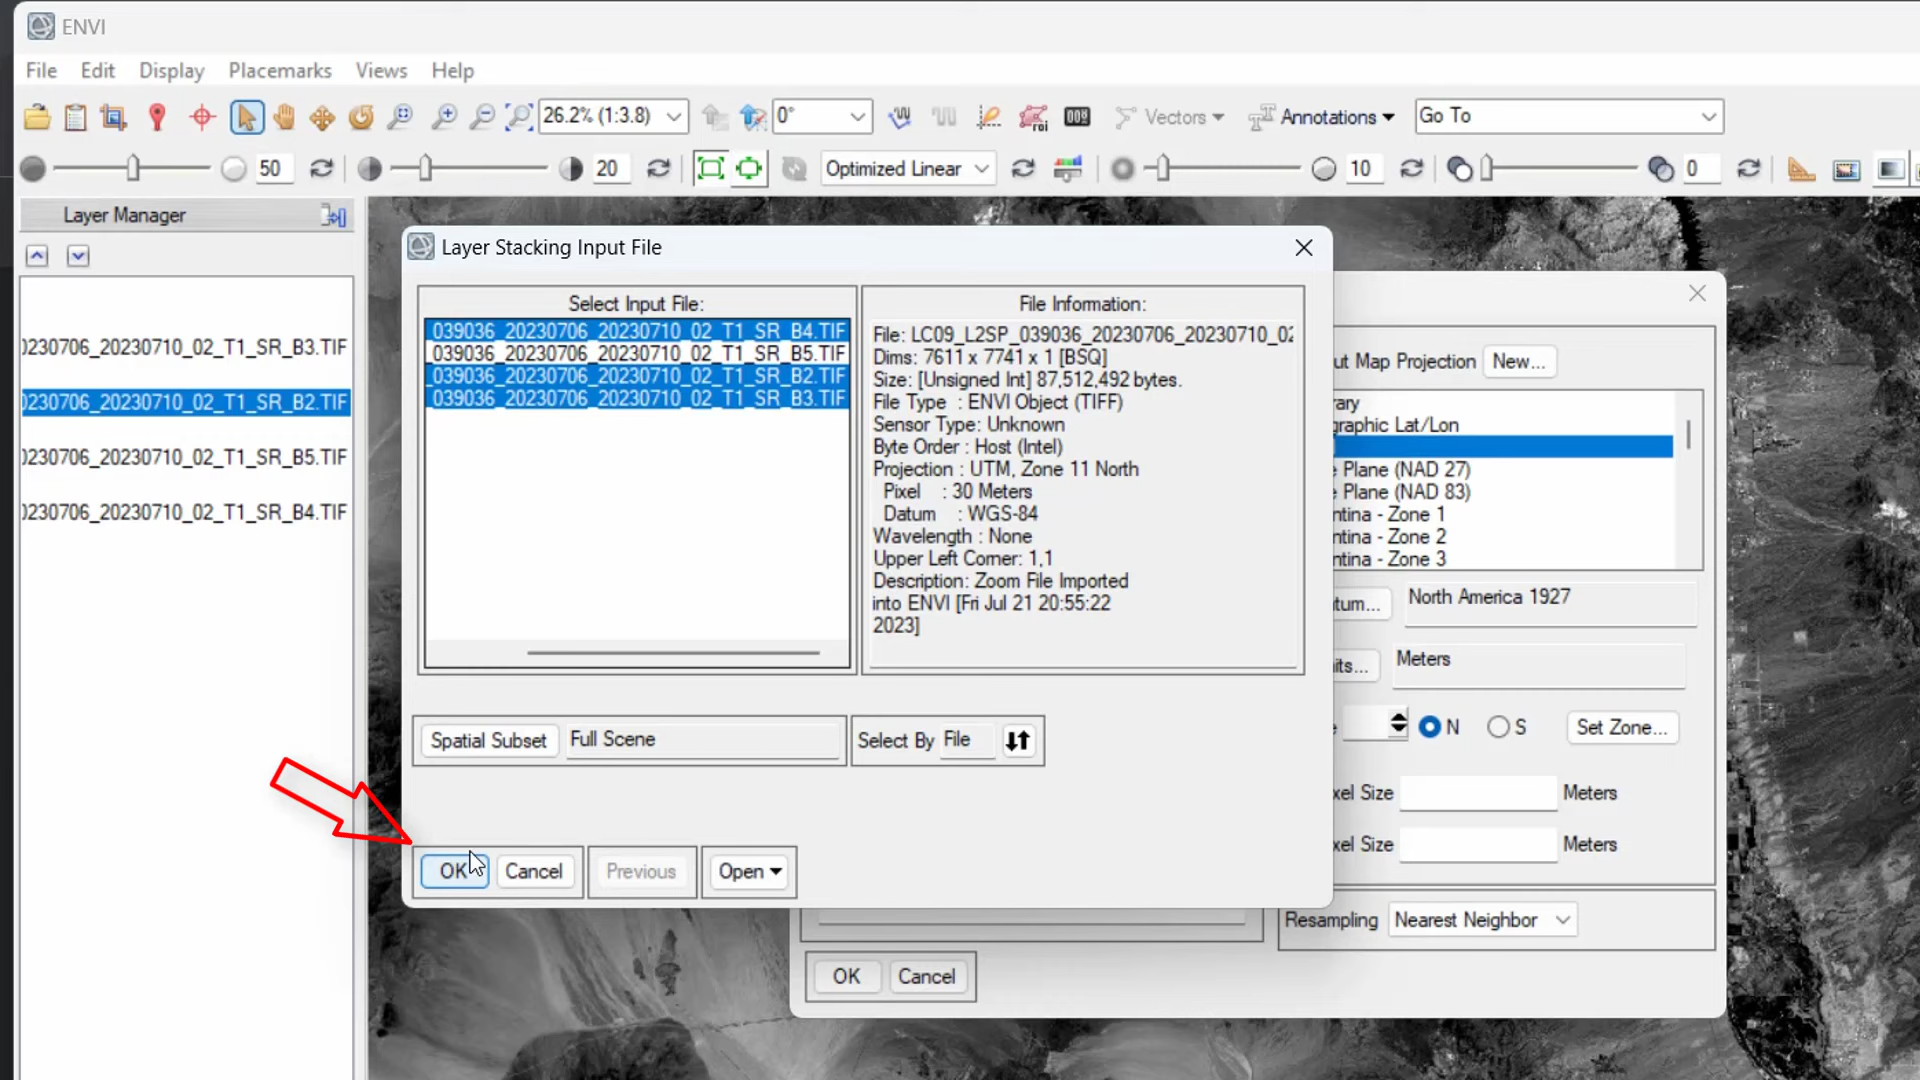 ENVI
File Edit Display Placemarks Views Help
26.2% (1:3.8) 0° roi Vectors Annotations Go To
50 20 Optimized Linear 10 0
Layer Manager
)230706_20230710_02_T1_SR_B3.TIF
)230706_20230710_02_T1_SR_B2.TIF
)230706_20230710_02_T1_SR_B5.TIF
)230706_20230710_02_T1_SR_B4.TIF
Layer Stacking Input File
Select Input File:
_039036_20230706_20230710_02_T1_SR_B4.TIF
_039036_20230706_20230710_02_T1_SR_B5.TIF
_039036_20230706_20230710_02_T1_SR_B2.TIF
_039036_20230706_20230710_02_T1_SR_B3.TIF
File Information:
File: LC09_L2SP_039036_20230706_20230710_02
Dims: 7611 x 7741 x 1 [BSQ]
Size: [Unsigned Int] 87,512,492 bytes.
File Type : ENVI Object (TIFF)
Sensor Type: Unknown
Byte Order : Host (Intel)
Projection : UTM, Zone 11 North
Pixel : 30 Meters
Datum : WGS-84
Wavelength : None
Upper Left Corner: 1,1
Description: Zoom File Imported
into ENVI [Fri Jul 21 20:55:22
2023]
Spatial Subset Full Scene
Select By File
OK Cancel Previous Open
ut Map Projection New...
rary
graphic Lat/Lon
e Plane (NAD 27)
e Plane (NAD 83)
ntina - Zone 1
ntina - Zone 2
ntina - Zone 3
tum... North America 1927
its... Meters
e N S Set Zone...
xel Size Meters
xel Size Meters
Resampling Nearest Neighbor
OK Cancel